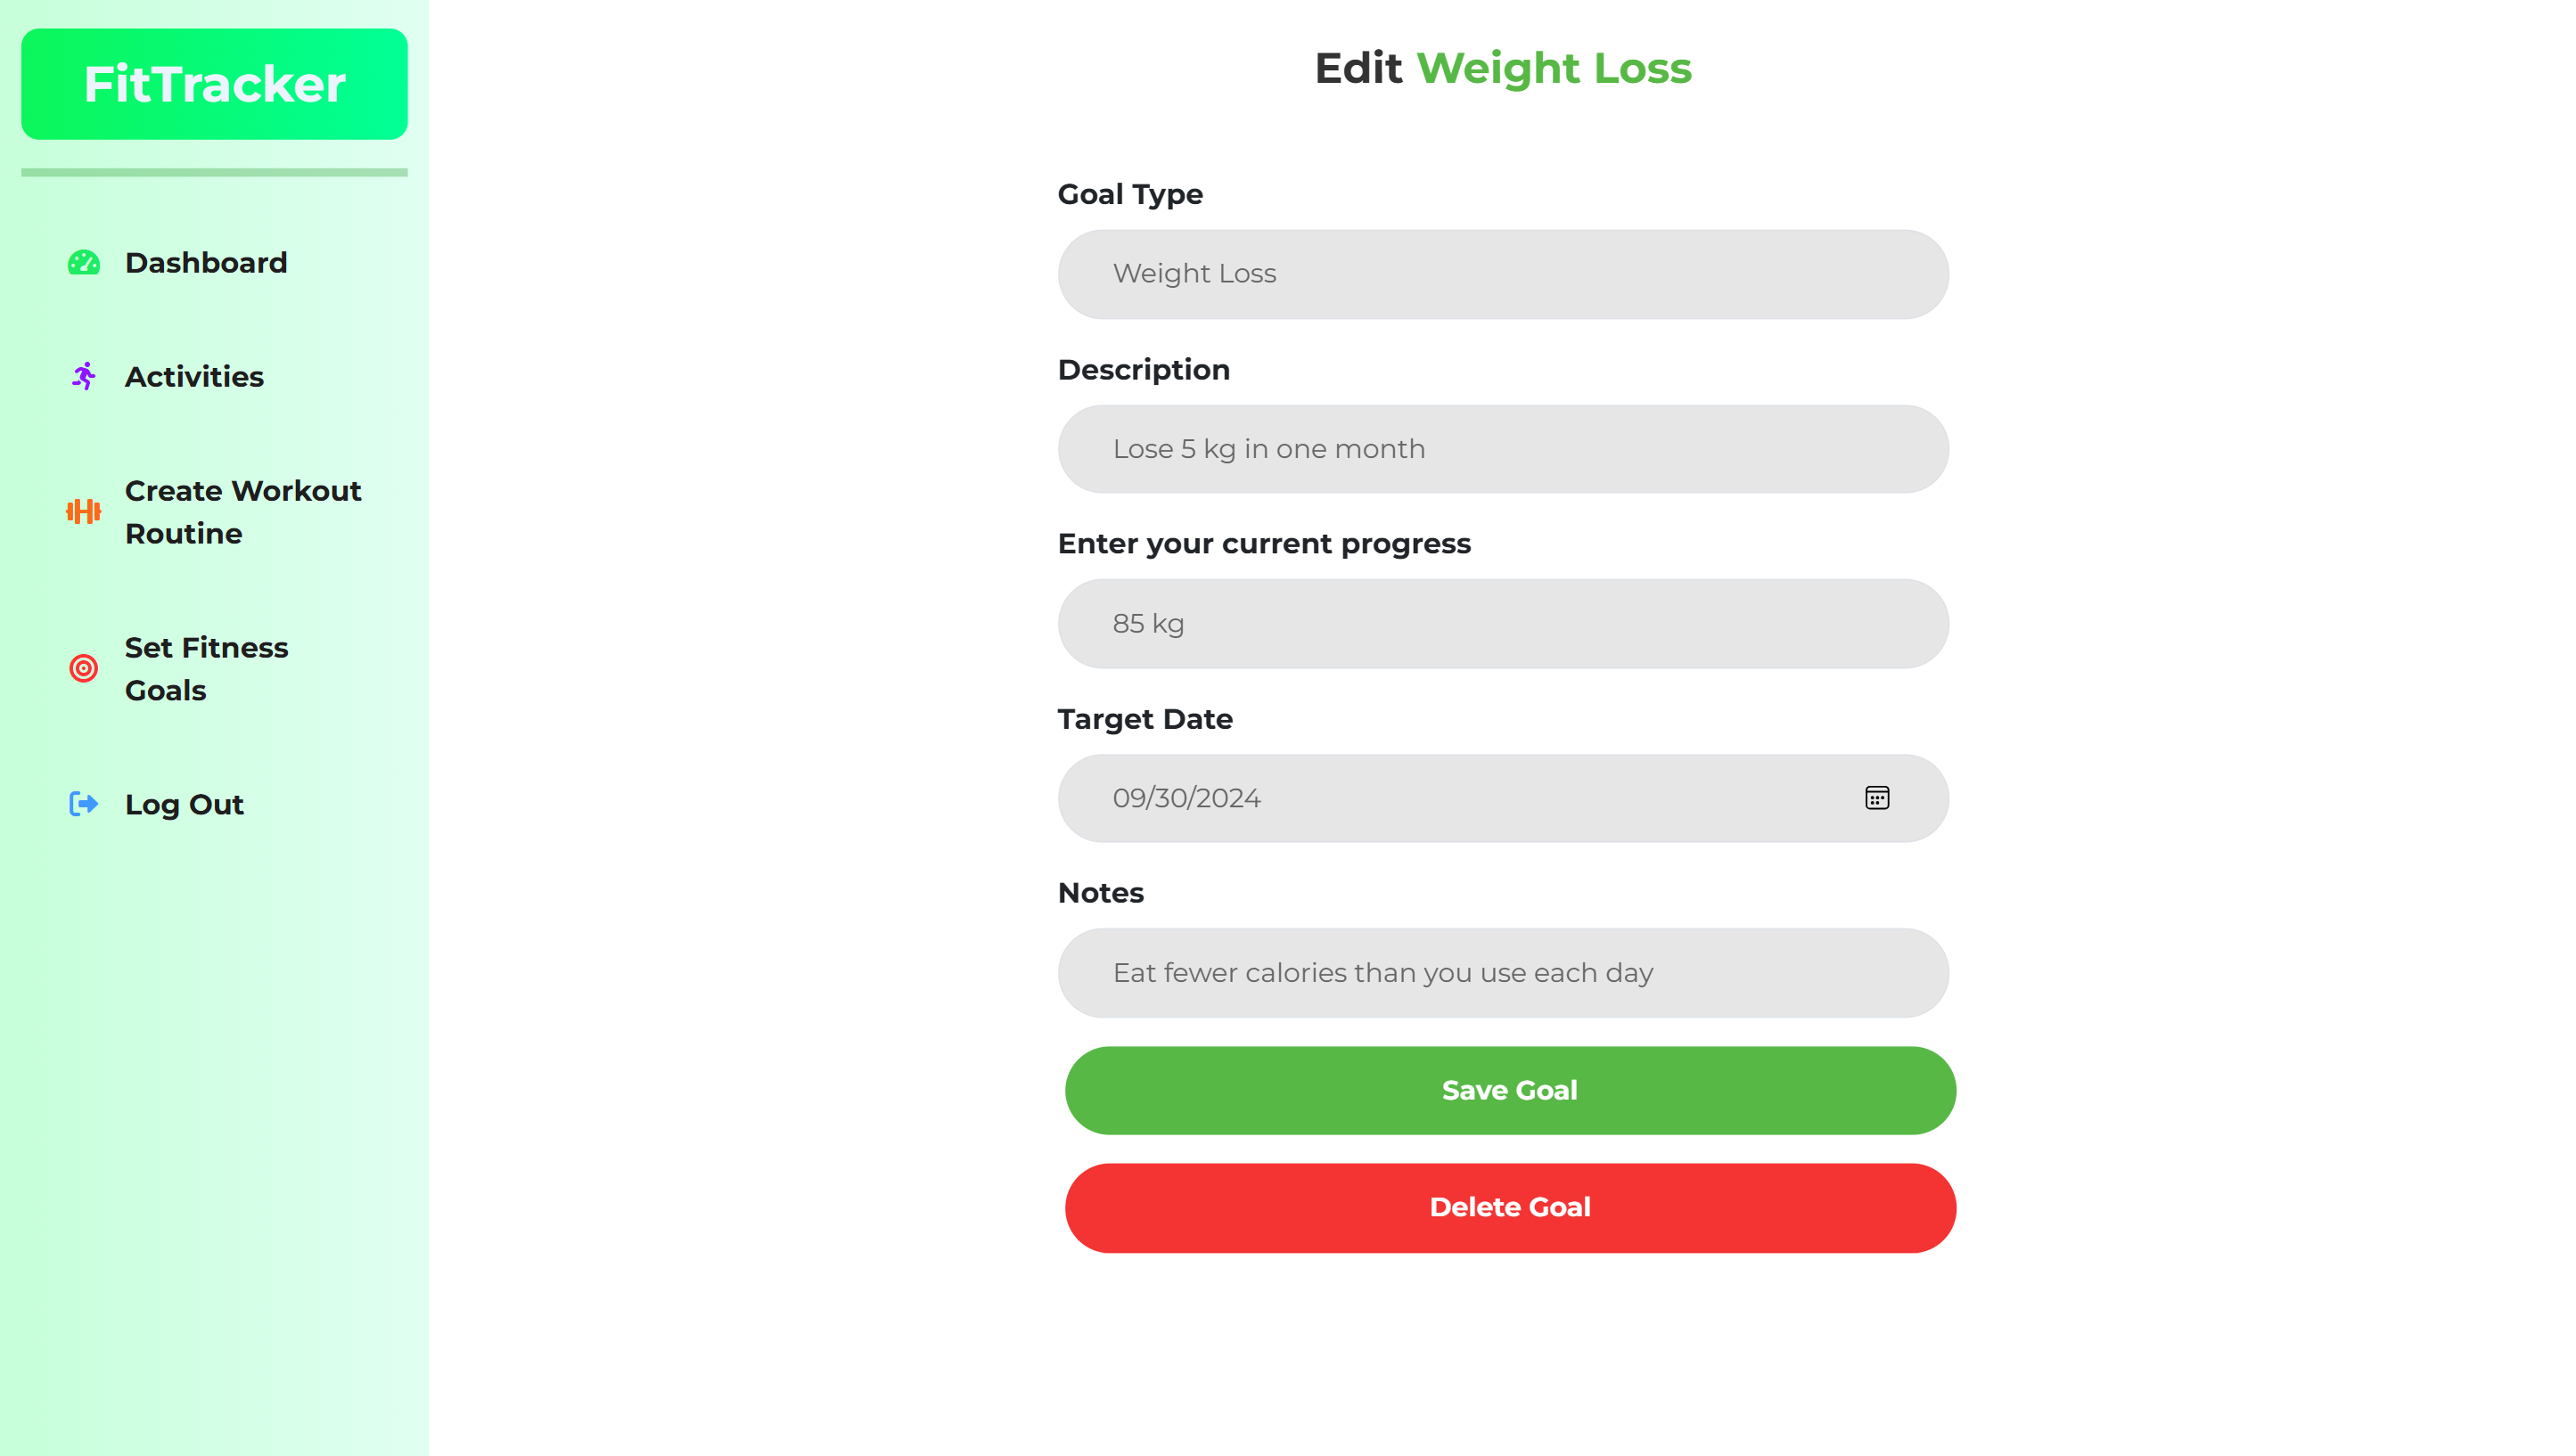 FitTracker
Dashboard
Activities
Create Workout
Routine
Set Fitness
Goals
Log Out
Edit Weight Loss
Goal Type
Weight Loss
Description
Lose 5 kg in one month
Enter your current progress
85 kg
Target Date
09/30/2024
Notes
Eat fewer calories than you use each day
Save Goal
Delete Goal